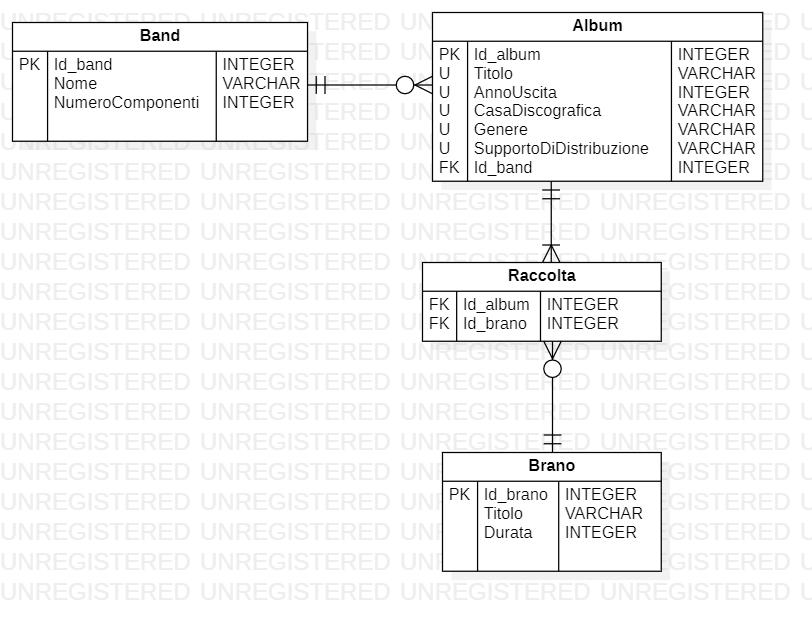 Band
PK Id_band INTEGER
Nome VARCHAR
NumeroComponenti INTEGER
Album
PK Id_album INTEGER
U Titolo VARCHAR
U AnnoUscita INTEGER
U CasaDiscografica VARCHAR
U Genere VARCHAR
U SupportoDiDistribuzione VARCHAR
FK Id_band INTEGER
Raccolta
FK Id_album INTEGER
FK Id_brano INTEGER
Brano
PK Id_brano INTEGER
Titolo VARCHAR
Durata INTEGER
UNREGISTERED UNREGISTERED UNREGISTERED UNREGISTERED